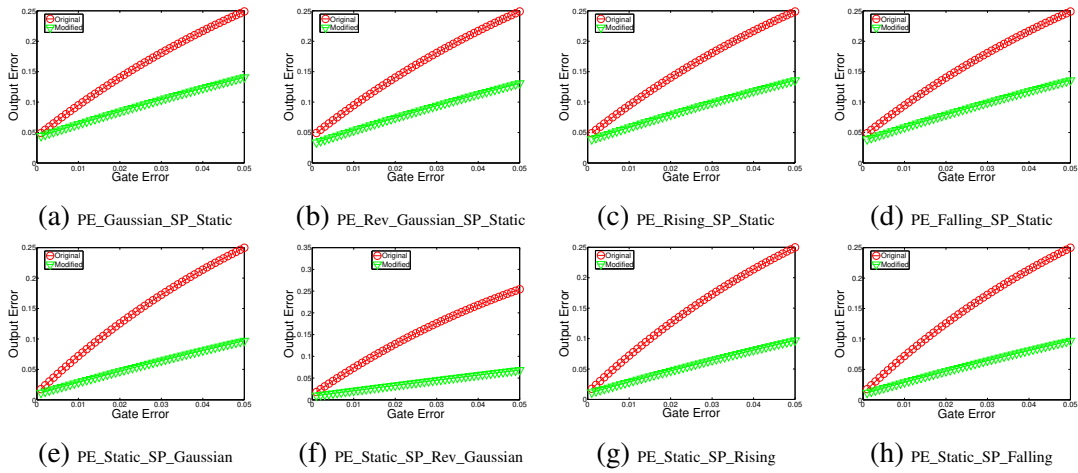 0.25
0.2
0.15
0.1
0.05
0
Output Error
Original
Modified
0.01 0.02 0.03 0.04 0.05
Gate Error
(a) PE_Gaussian_SP_Static
0.25
0.2
0.15
0.1
0.05
0
Output Error
Original
Modified
0.01 0.02 0.03 0.04 0.05
Gate Error
(b) PE_Rev_Gaussian_SP_Static
0.25
0.2
0.15
0.1
0.05
0
Output Error
Original
Modified
0.01 0.02 0.03 0.04 0.05
Gate Error
(c) PE_Rising_SP_Static
0.25
0.2
0.15
0.1
0.05
0
Output Error
Original
Modified
0.01 0.02 0.03 0.04 0.05
Gate Error
(d) PE_Falling_SP_Static
0.25
0.2
0.15
0.1
0.05
0
Output Error
Original
Modified
0 0.01 0.02 0.03 0.04 0.05
Gate Error
(e) PE_Static_SP_Gaussian
0.35
0.3
0.25
0.2
0.15
0.1
0.05
0
Output Error
Original
Modified
0 0.01 0.02 0.03 0.04 0.05
Gate Error
(f) PE_Static_SP_Rev_Gaussian
0.25
0.2
0.15
0.1
0.05
0
Output Error
Original
Modified
0 0.01 0.02 0.03 0.04 0.05
Gate Error
(g) PE_Static_SP_Rising
0.25
0.2
0.15
0.1
0.05
0
Output Error
Original
Modified
0 0.01 0.02 0.03 0.04 0.05
Gate Error
(h) PE_Static_SP_Falling